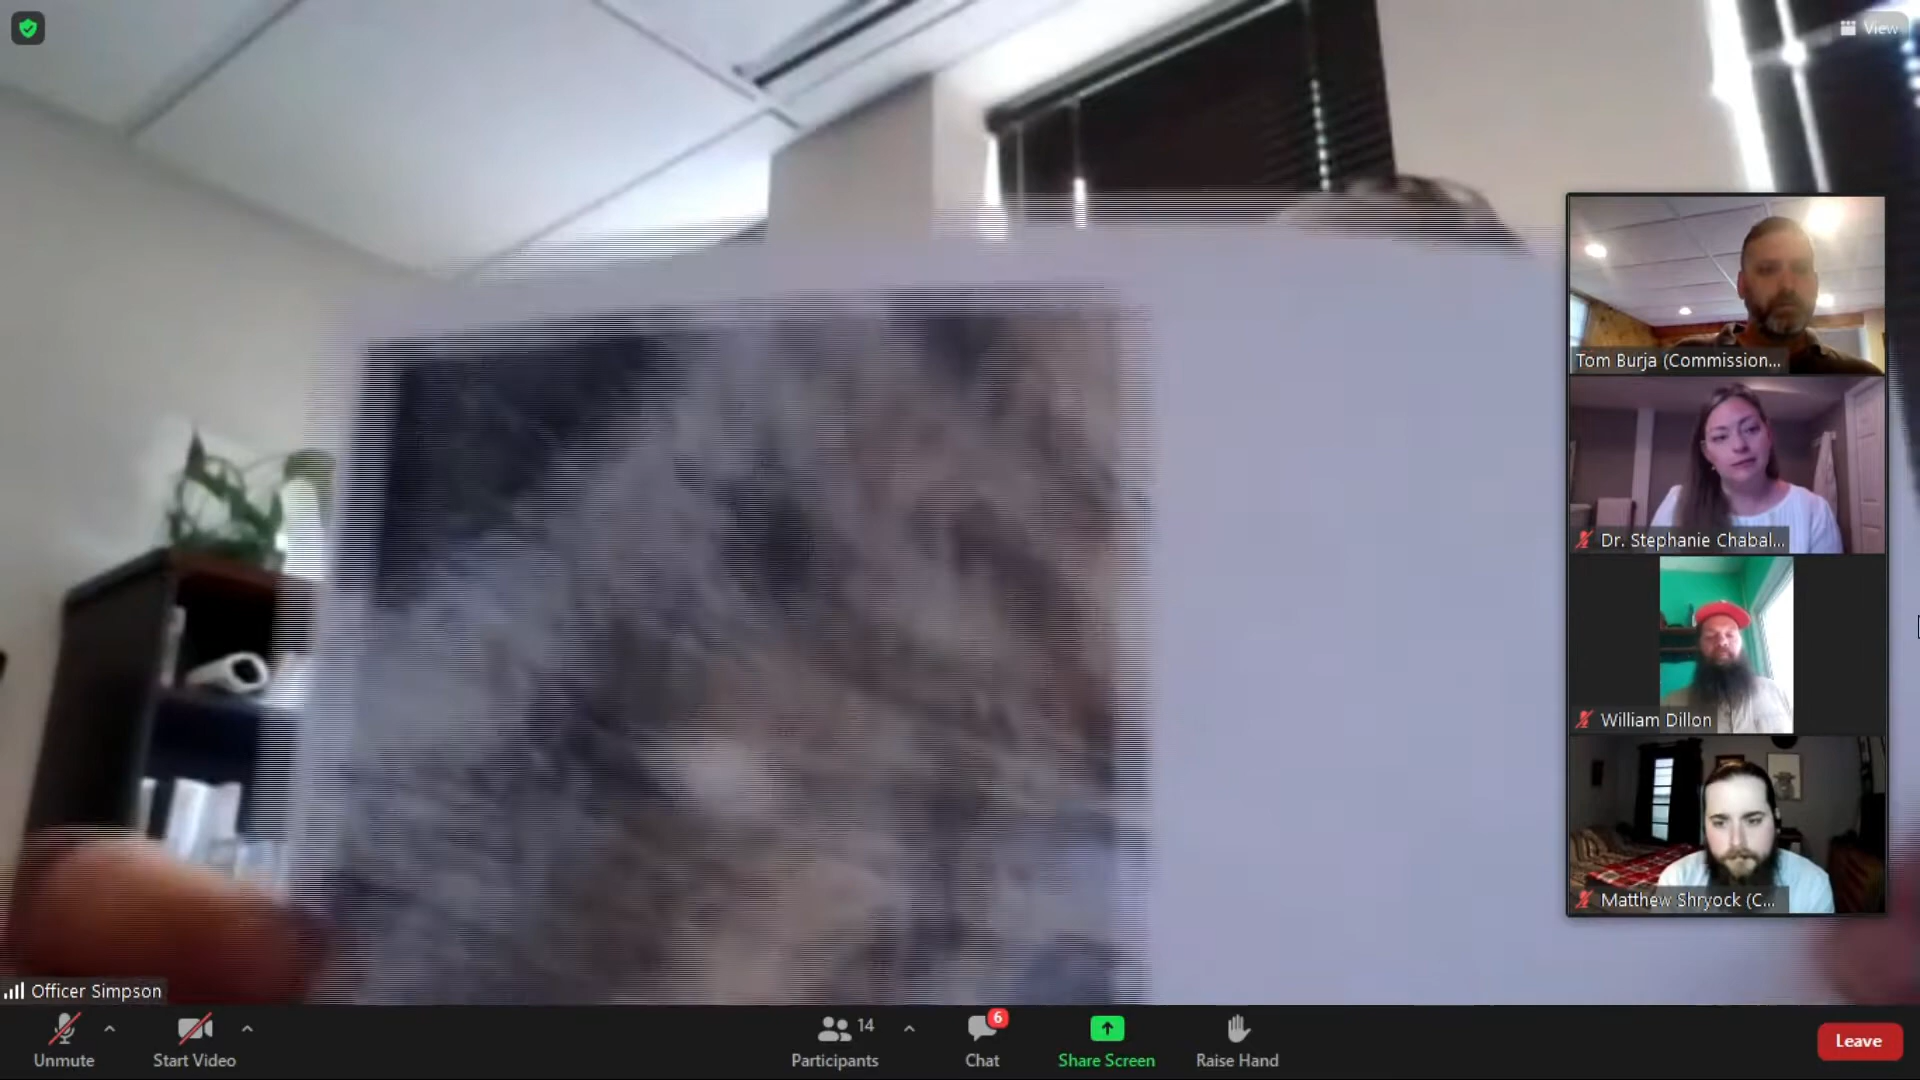 View
Tom Burja (Commission...
Dr. Stephanie Chabal...
William Dillon
Matthew Shryock (C...
Officer Simpson
Unmute
Start Video
14
Participants
6
Chat
Share Screen
Raise Hand
Leave